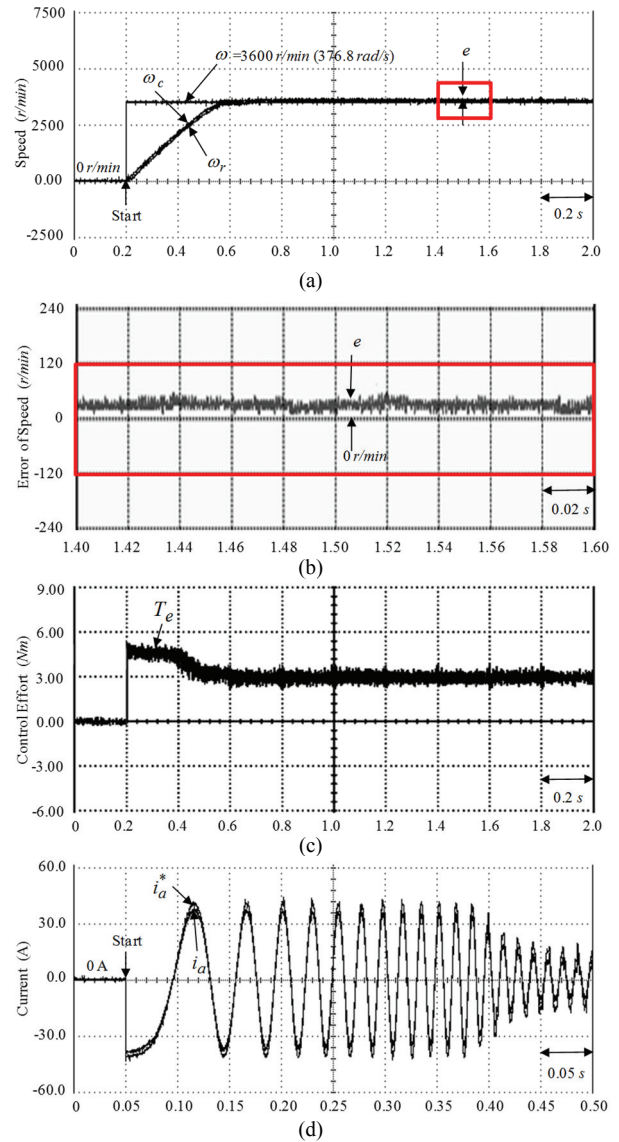 7500
5000
2500
0.00
-2500
Speed (r/min)
ω*=3600 r/min (376.8 rad/s)
e
ω_c
ω_r
0 r/min
Start
0.2 s
0 0.2 0.4 0.6 0.8 1.0 1.2 1.4 1.6 1.8 2.0
(a)
240
120
0
-120
-240
Error of Speed (r/min)
e
0 r/min
0.02 s
1.40 1.42 1.44 1.46 1.48 1.50 1.52 1.54 1.56 1.58 1.60
(b)
9.00
6.00
3.00
0.00
-3.00
-6.00
Control Effort (Nm)
T_e
0.2 s
0 0.2 0.4 0.6 0.8 1.0 1.2 1.4 1.6 1.8 2.0
(c)
60.0
30.0
0.0
-30.0
-60.0
Current (A)
i_a^*
Start
0 A
i_a
0.05 s
0 0.05 0.10 0.15 0.20 0.25 0.30 0.35 0.40 0.45 0.50
(d)